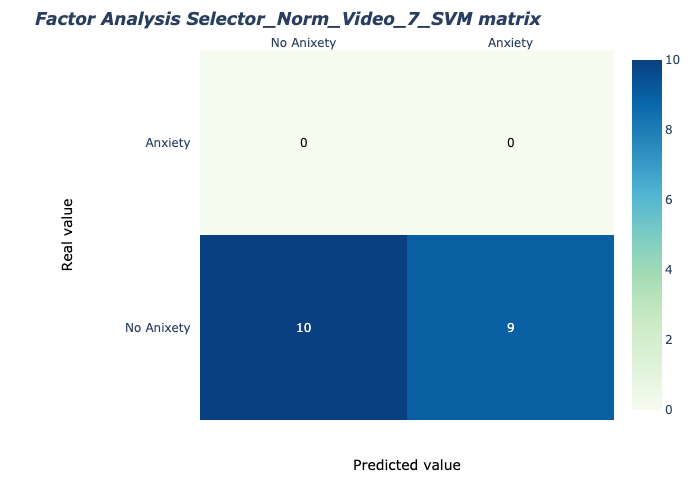 Factor Analysis Selector_Norm_Video_7_SVM matrix
No Anixety
Anxiety
10
Anxiety
0
0
8
6
Real value
4
No Anixety
10
9
2
0
Predicted value